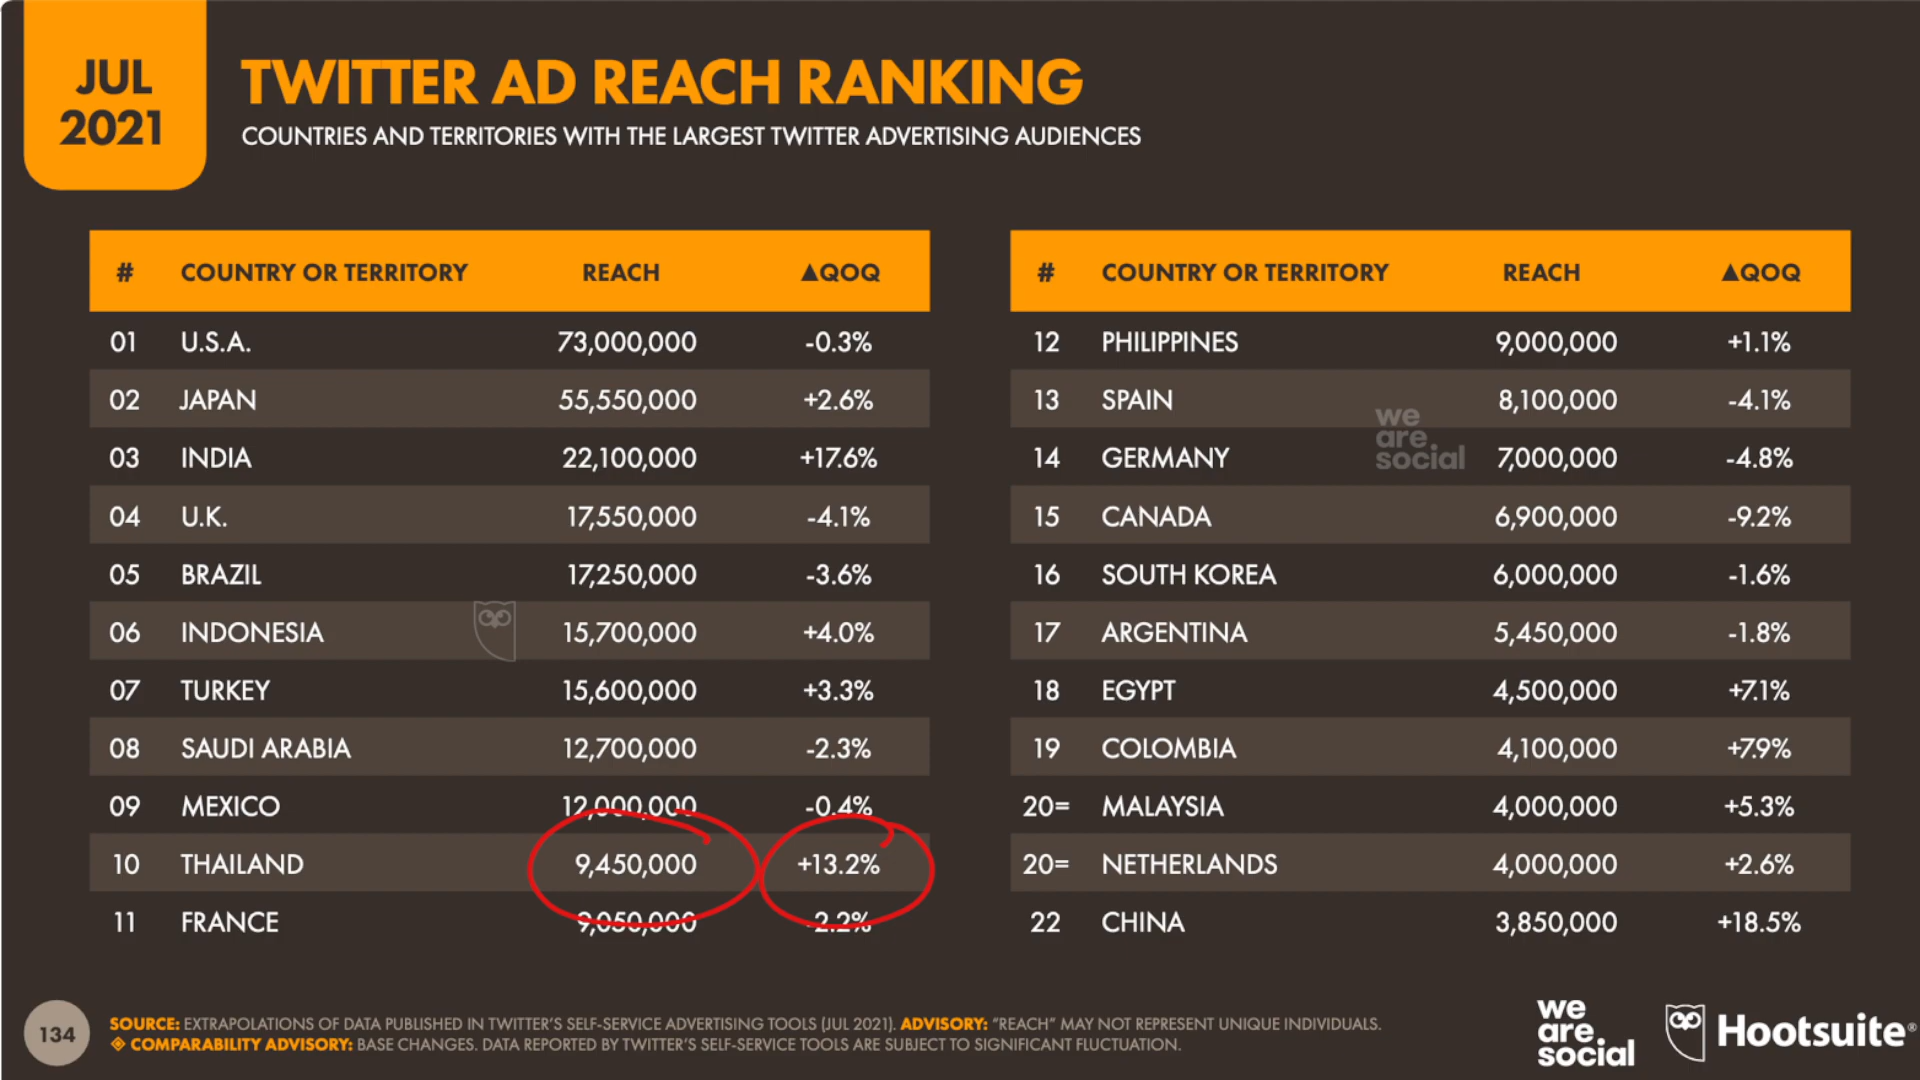 JUL
2021
TWITTER AD REACH RANKING
COUNTRIES AND TERRITORIES WITH THE LARGEST TWITTER ADVERTISING AUDIENCES
# COUNTRY OR TERRITORY REACH ▲QOQ
01 U.S.A. 73,000,000 -0.3%
02 JAPAN 55,550,000 +2.6%
03 INDIA 22,100,000 +17.6%
04 U.K. 17,550,000 -4.1%
05 BRAZIL 17,250,000 -3.6%
06 INDONESIA 15,700,000 +4.0%
07 TURKEY 15,600,000 +3.3%
08 SAUDI ARABIA 12,700,000 -2.3%
09 MEXICO 12,000,000 -0.4%
10 THAILAND 9,450,000 +13.2%
11 FRANCE 9,050,000 -2.2%
# COUNTRY OR TERRITORY REACH ▲QOQ
12 PHILIPPINES 9,000,000 +1.1%
13 SPAIN 8,100,000 -4.1%
14 GERMANY 7,000,000 -4.8%
15 CANADA 6,900,000 -9.2%
16 SOUTH KOREA 6,000,000 -1.6%
17 ARGENTINA 5,450,000 -1.8%
18 EGYPT 4,500,000 +7.1%
19 COLOMBIA 4,100,000 +7.9%
20= MALAYSIA 4,000,000 +5.3%
20= NETHERLANDS 4,000,000 +2.6%
22 CHINA 3,850,000 +18.5%
we
are
social
134
SOURCE: EXTRAPOLATIONS OF DATA PUBLISHED IN TWITTER'S SELF-SERVICE ADVERTISING TOOLS (JUL 2021). ADVISORY: "REACH" MAY NOT REPRESENT UNIQUE INDIVIDUALS.
◈ COMPARABILITY ADVISORY: BASE CHANGES. DATA REPORTED BY TWITTER'S SELF-SERVICE TOOLS ARE SUBJECT TO SIGNIFICANT FLUCTUATION.
we
are
social
Hootsuite®